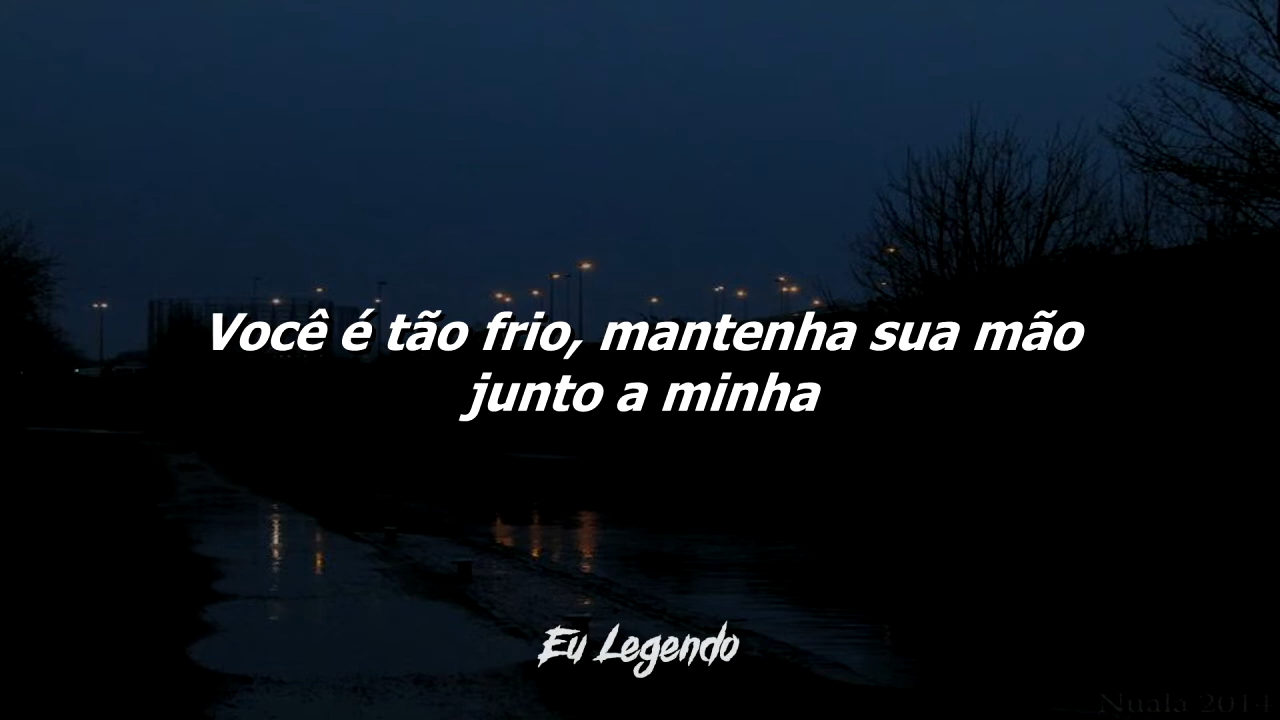 Você é tão frio, mantenha sua mão
junto a minha
Eu Legendo
Nuala 2014